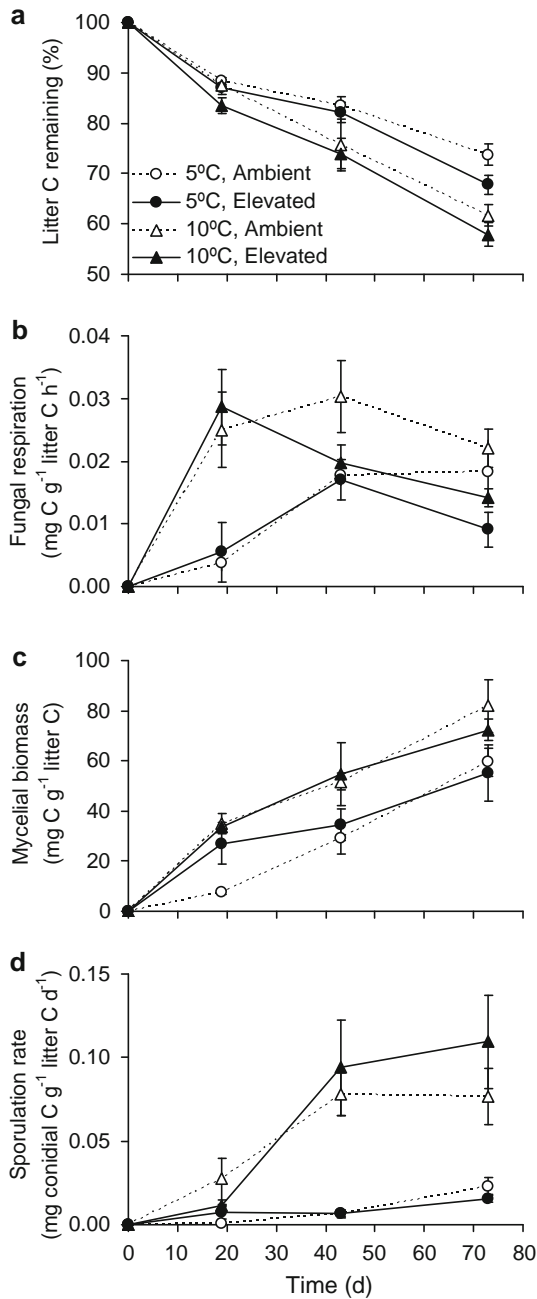 a
Litter C remaining (%)
100
90
80
70
60
50
5ºC, Ambient
5ºC, Elevated
10ºC, Ambient
10ºC, Elevated
b
Fungal respiration
(mg C g⁻¹ litter C h⁻¹)
0.04
0.03
0.02
0.01
0.00
c
Mycelial biomass
(mg C g⁻¹ litter C)
100
80
60
40
20
0
d
Sporulation rate
(mg conidial C g⁻¹ litter C d⁻¹)
0.15
0.10
0.05
0.00
0 10 20 30 40 50 60 70 80
Time (d)